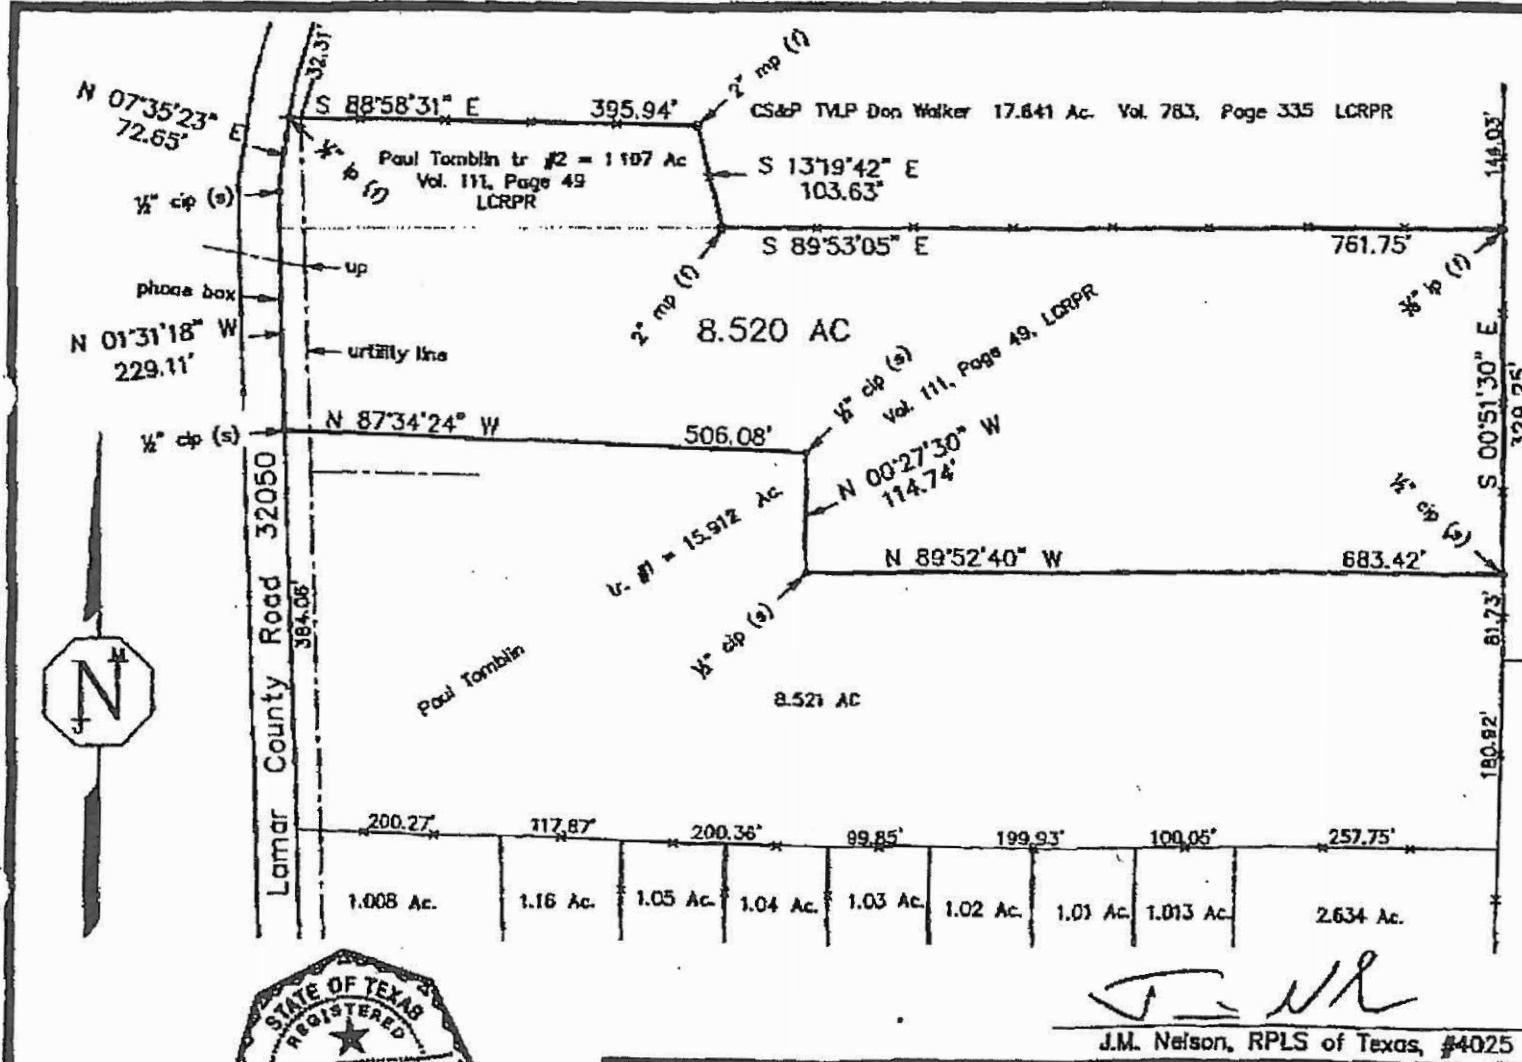 32.31'
N 07°35'23" E
72.65'
S 88°58'31" E 395.94'
2" mp (f)
CS&P TVLP Don Walker 17.641 Ac. Vol. 783, Page 335 LCRPR
144.03'
Paul Tomblin tr #2 = 1.107 Ac
Vol. 111, Page 49
LCRPR
S 13°19'42" E
103.63'
½" cip (s)
S 89°53'05" E 761.75'
up
phone box
2" mp (f)
⅜" ip (f)
N 01°31'18" W
229.11'
8.520 AC
urtility line
½" cip (s)
Vol. 111, Page 49, LCRPR
S 00°51'30" E
½" cip (s)
N 87°34'24" W 506.08'
N 00°27'30" W
114.74'
½" cip (s)
tr. #1 = 15.912 Ac.
N 89°52'40" W 683.42'
Lamar County Road 32050
384.06'
81.73'
½" cip (s)
Paul Tomblin
8.521 AC
N
J
M
180.92'
200.27' 117.87' 200.36' 99.85' 199.93' 100.05' 257.75'
1.008 Ac. 1.16 Ac. 1.05 Ac. 1.04 Ac. 1.03 Ac. 1.02 Ac. 1.01 Ac. 1.013 Ac. 2.634 Ac.
STATE OF TEXAS
REGISTERED
J.M. Nelson, RPLS of Texas, #4025